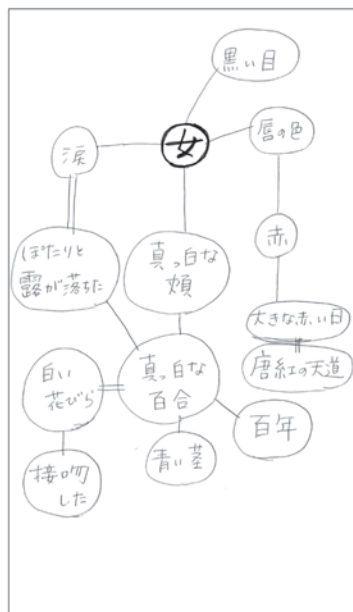 黒い目
女
唇の色
涙
赤
ぽたりと
露が落ちた
真っ白な
頬
大きな赤い日
唐紅の天道
白い
花びら
真っ白な
百合
百年
青い茎
接吻
した